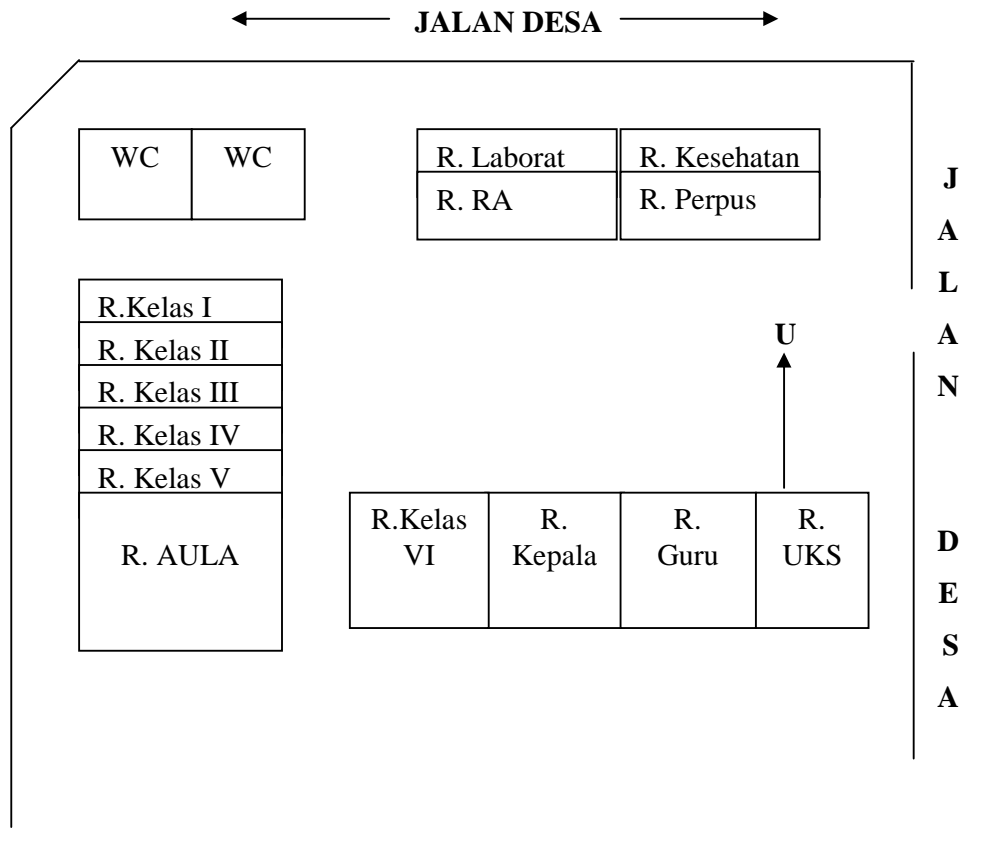 JALAN DESA
WC
WC
R. Laborat
R. Kesehatan
R. RA
R. Perpus
R.Kelas I
R. Kelas II
R. Kelas III
R. Kelas IV
R. Kelas V
R. AULA
U
R.Kelas
VI
R.
Kepala
R.
Guru
R.
UKS
J
A
L
A
N
D
E
S
A